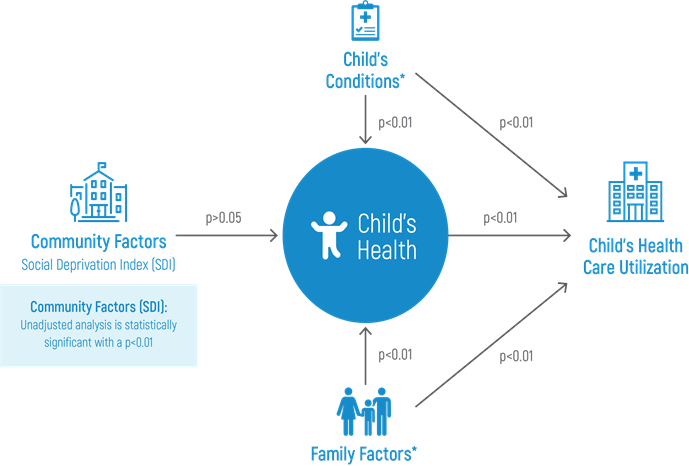 Child's
Conditions*
p<0.01
p<0.01
p>0.05
Child's
Health
p<0.01
Community Factors
Social Deprivation Index (SDI)
Child's Health
Care Utilization
Community Factors (SDI):
Unadjusted analysis is statistically
significant with a p<0.01
p<0.01
p<0.01
Family Factors*